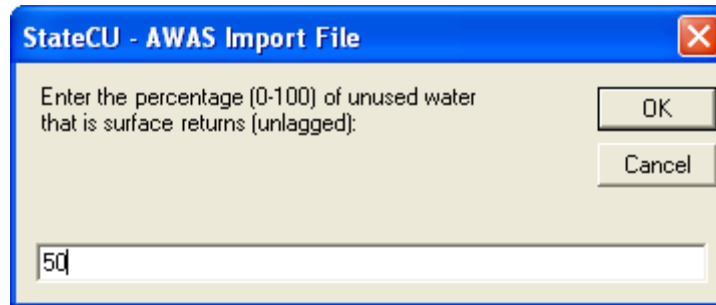 StateCU - AWAS Import File
Enter the percentage (0-100) of unused water
that is surface returns (unlagged):
OK
Cancel
50